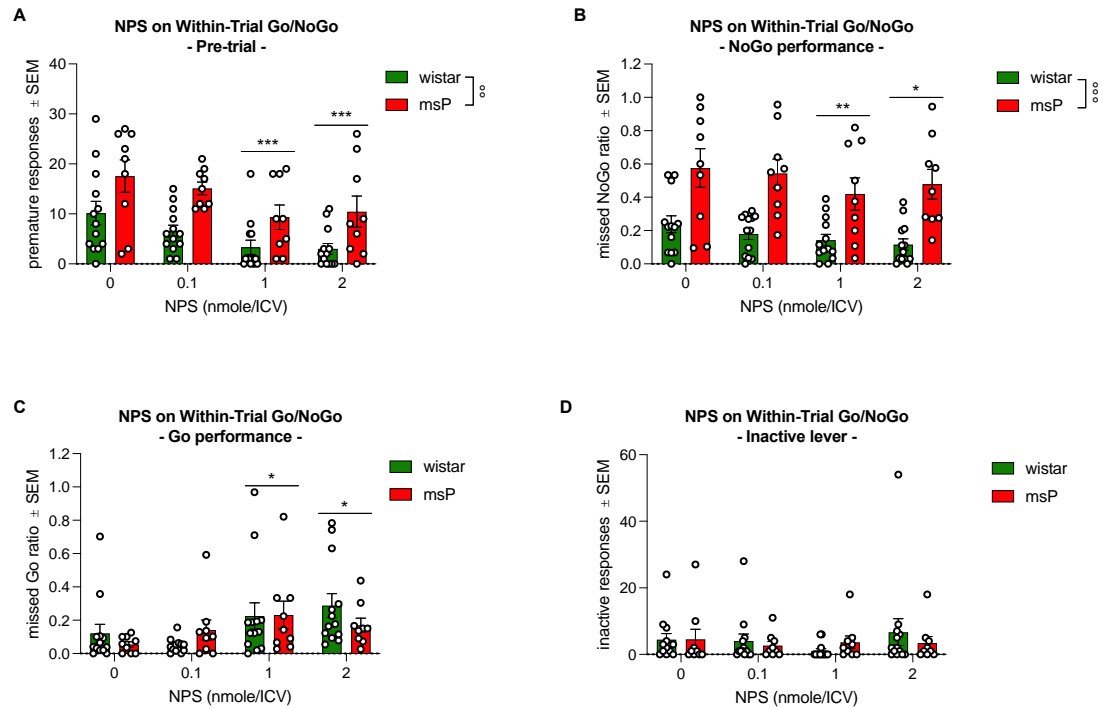 A
NPS on Within-Trial Go/NoGo
- Pre-trial -
premature responses ± SEM
40
30
20
10
0
0
0.1
1
2
NPS (nmole/ICV)
***
***
wistar
msP
°°
B
NPS on Within-Trial Go/NoGo
- NoGo performance -
missed NoGo ratio ± SEM
1.2
1.0
0.8
0.6
0.4
0.2
0.0
0
0.1
1
2
NPS (nmole/ICV)
**
*
wistar
msP
°°°
C
NPS on Within-Trial Go/NoGo
- Go performance -
missed Go ratio ± SEM
1.2
1.0
0.8
0.6
0.4
0.2
0.0
0
0.1
1
2
NPS (nmole/ICV)
*
*
wistar
msP
D
NPS on Within-Trial Go/NoGo
- Inactive lever -
inactive responses ± SEM
60
40
20
0
0
0.1
1
2
NPS (nmole/ICV)
wistar
msP